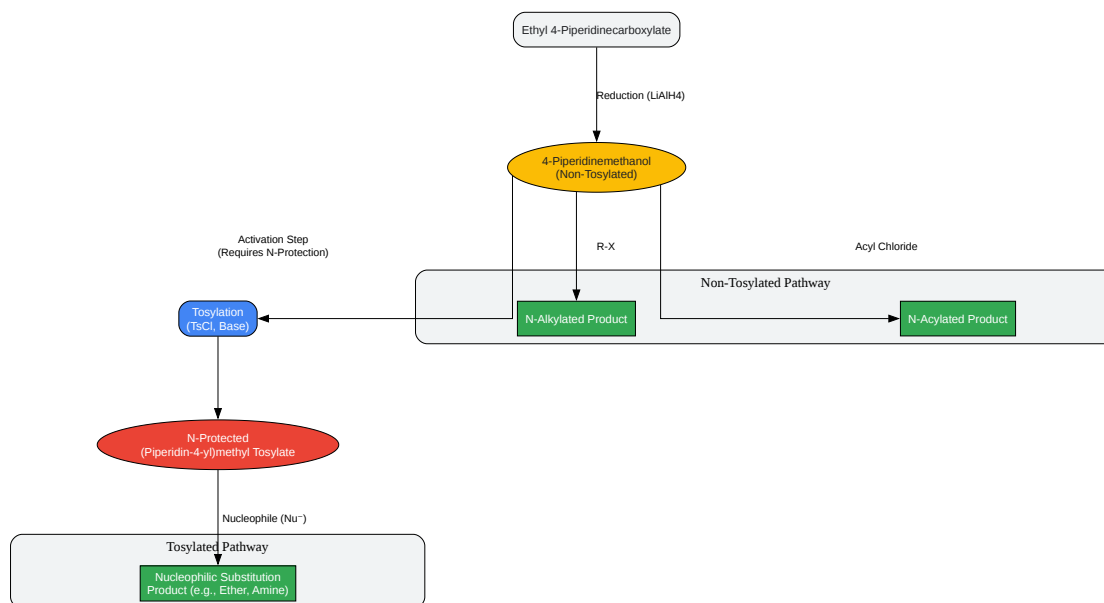 Ethyl 4-Piperidinecarboxylate
Reduction (LiAlH4)
4-Piperidinemethanol
(Non-Tosylated)
Activation Step
(Requires N-Protection)
R-X
Acyl Chloride
Non-Tosylated Pathway
Tosylation
(TsCl, Base)
N-Alkylated Product
N-Acylated Product
N-Protected
(Piperidin-4-yl)methyl Tosylate
Nucleophile (Nu⁻)
Tosylated Pathway
Nucleophilic Substitution
Product (e.g., Ether, Amine)